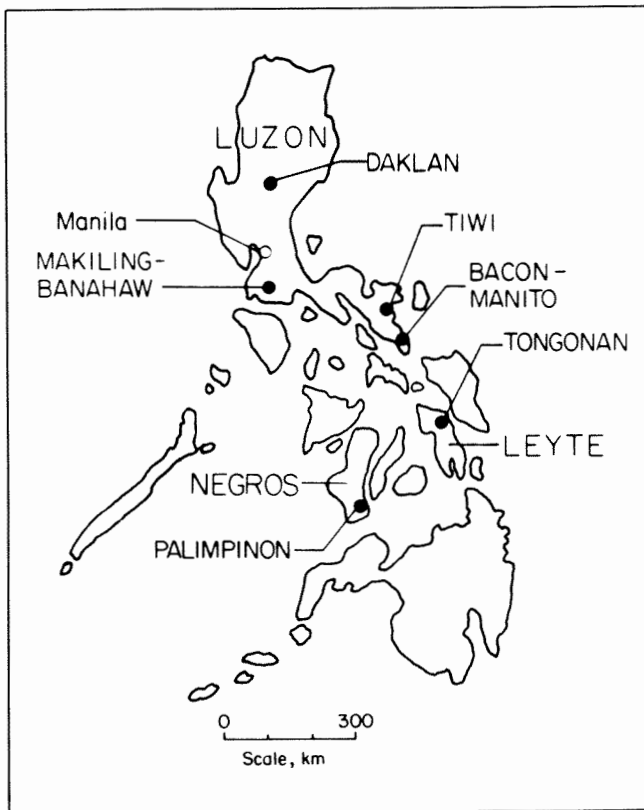 LUZON
DAKLAN
Manila
TIWI
MAKILING-
BANAHAW
BACON-
MANITO
TONGONAN
LEYTE
NEGROS
PALIMPINON
0 300
Scale, km